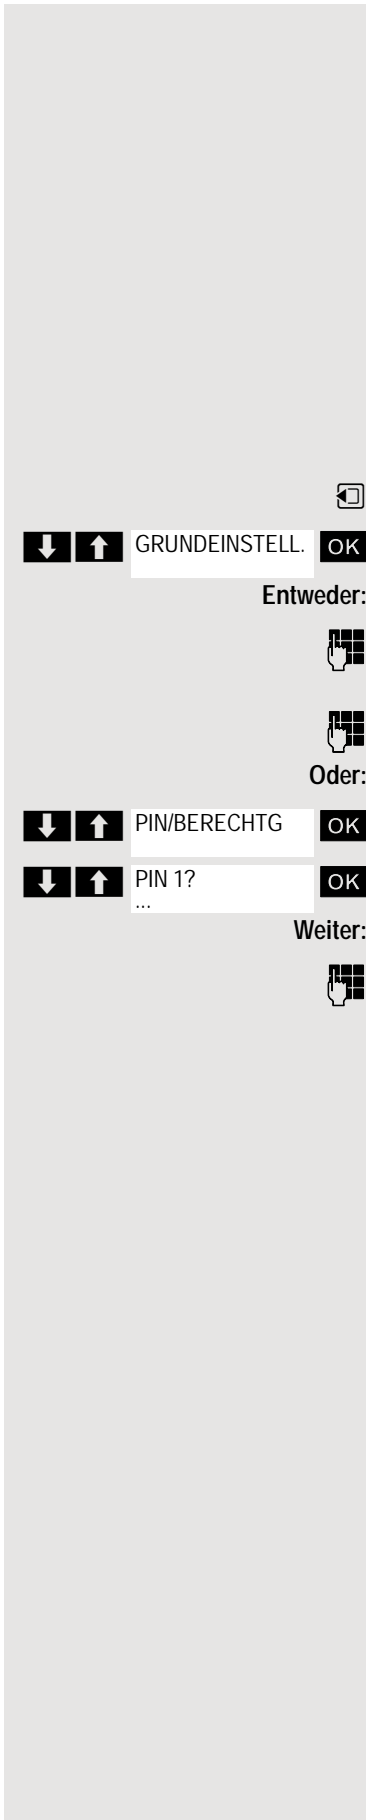 GRUNDEINSTELL. OK
Entweder:
Oder:
PIN/BERECHTG OK
PIN 1? OK
...
Weiter: